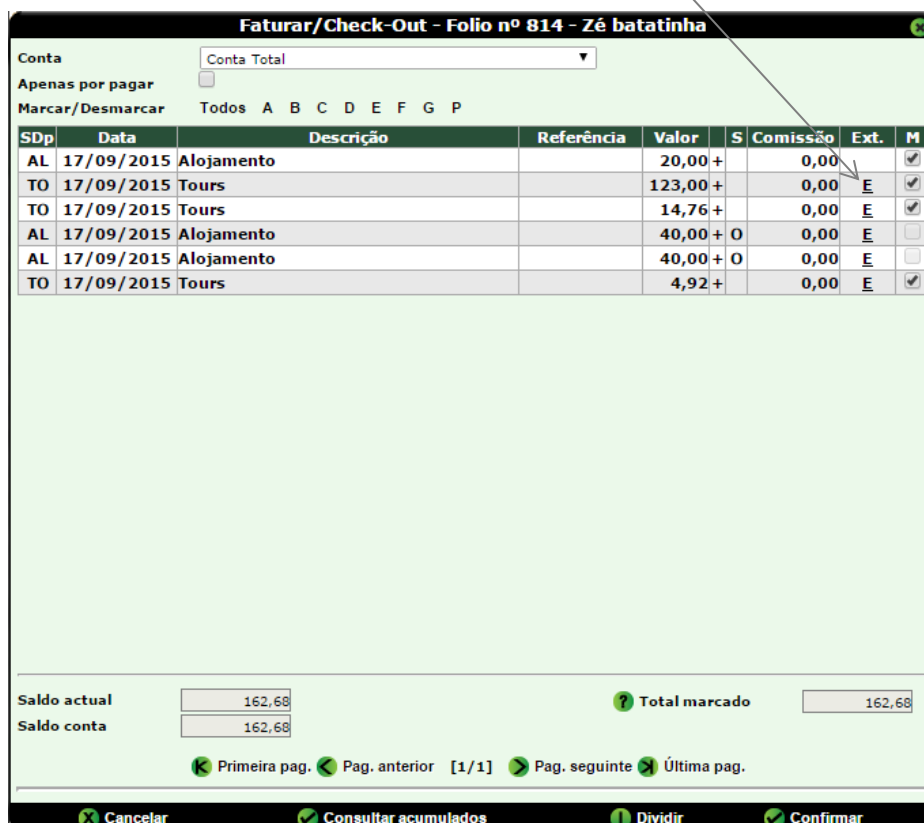 Faturar/Check-Out - Folio nº 814 - Zé batatinha
Conta Conta Total
Apenas por pagar
Marcar/Desmarcar Todos A B C D E F G P
SDp Data Descrição Referência Valor S Comissão Ext. M
AL 17/09/2015 Alojamento 20,00 + 0,00
TO 17/09/2015 Tours 123,00 + 0,00 E
TO 17/09/2015 Tours 14,76 + 0,00 E
AL 17/09/2015 Alojamento 40,00 + O 0,00 E
AL 17/09/2015 Alojamento 40,00 + O 0,00 E
TO 17/09/2015 Tours 4,92 + 0,00 E
Saldo actual 162,68 ? Total marcado 162,68
Saldo conta 162,68
Primeira pag. Pag. anterior [1/1] Pag. seguinte Última pag.
Cancelar Consultar acumulados Dividir Confirmar